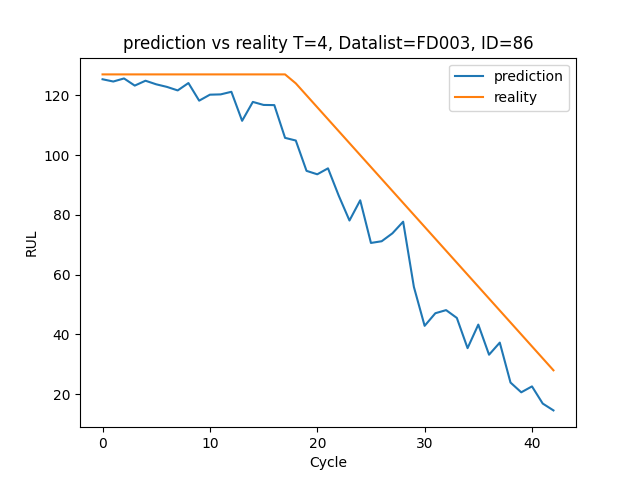 prediction vs reality T=4, Datalist=FD003, ID=86
prediction
reality
120
100
80
60
40
20
RUL
0 10 20 30 40
Cycle